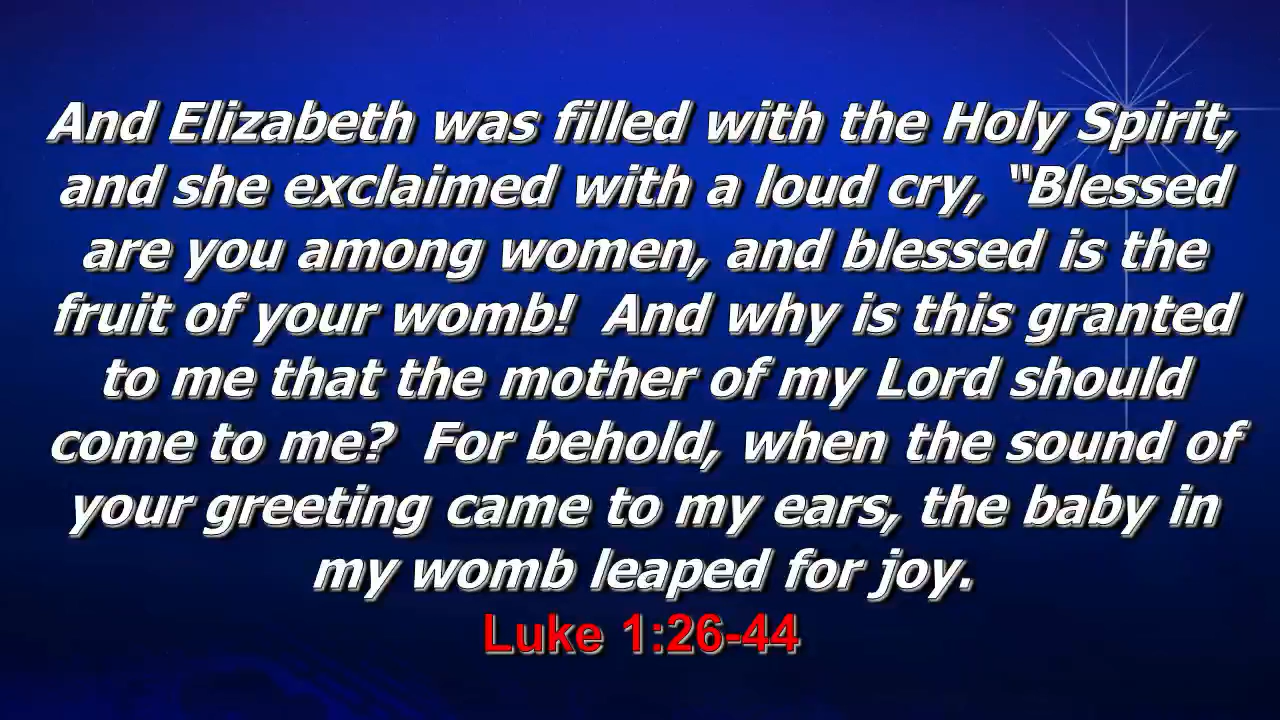 And Elizabeth was filled with the Holy Spirit,
and she exclaimed with a loud cry, “Blessed
are you among women, and blessed is the
fruit of your womb!  And why is this granted
to me that the mother of my Lord should
come to me?  For behold, when the sound of
your greeting came to my ears, the baby in
my womb leaped for joy.
Luke 1:26-44